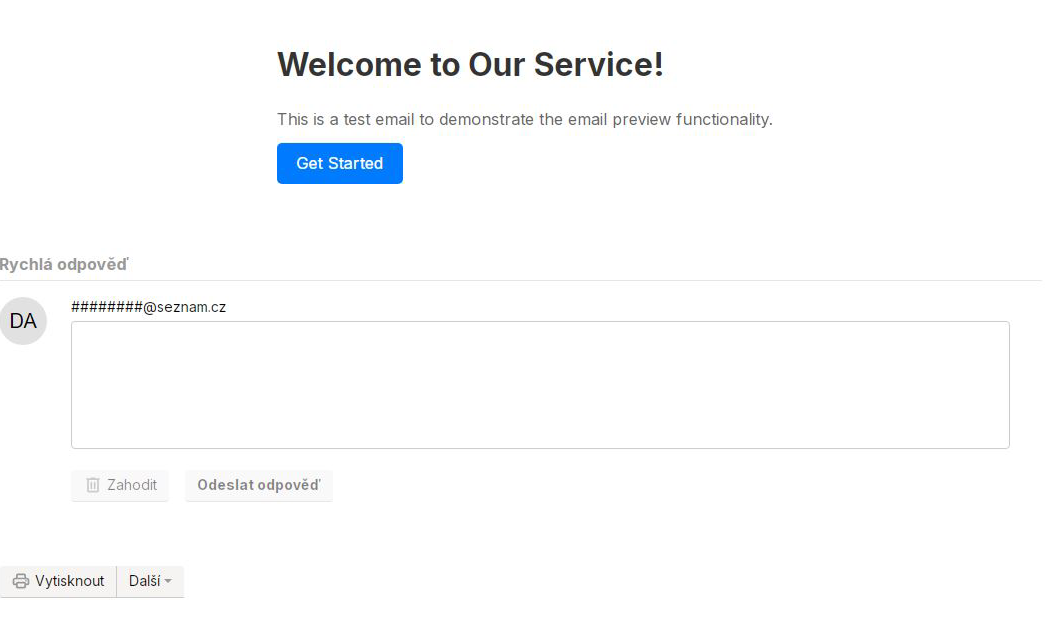 Welcome to Our Service!
This is a test email to demonstrate the email preview functionality.
Get Started
Rychlá odpověď
DA
########@seznam.cz
Zahodit
Odeslat odpověď
Vytisknout
Další